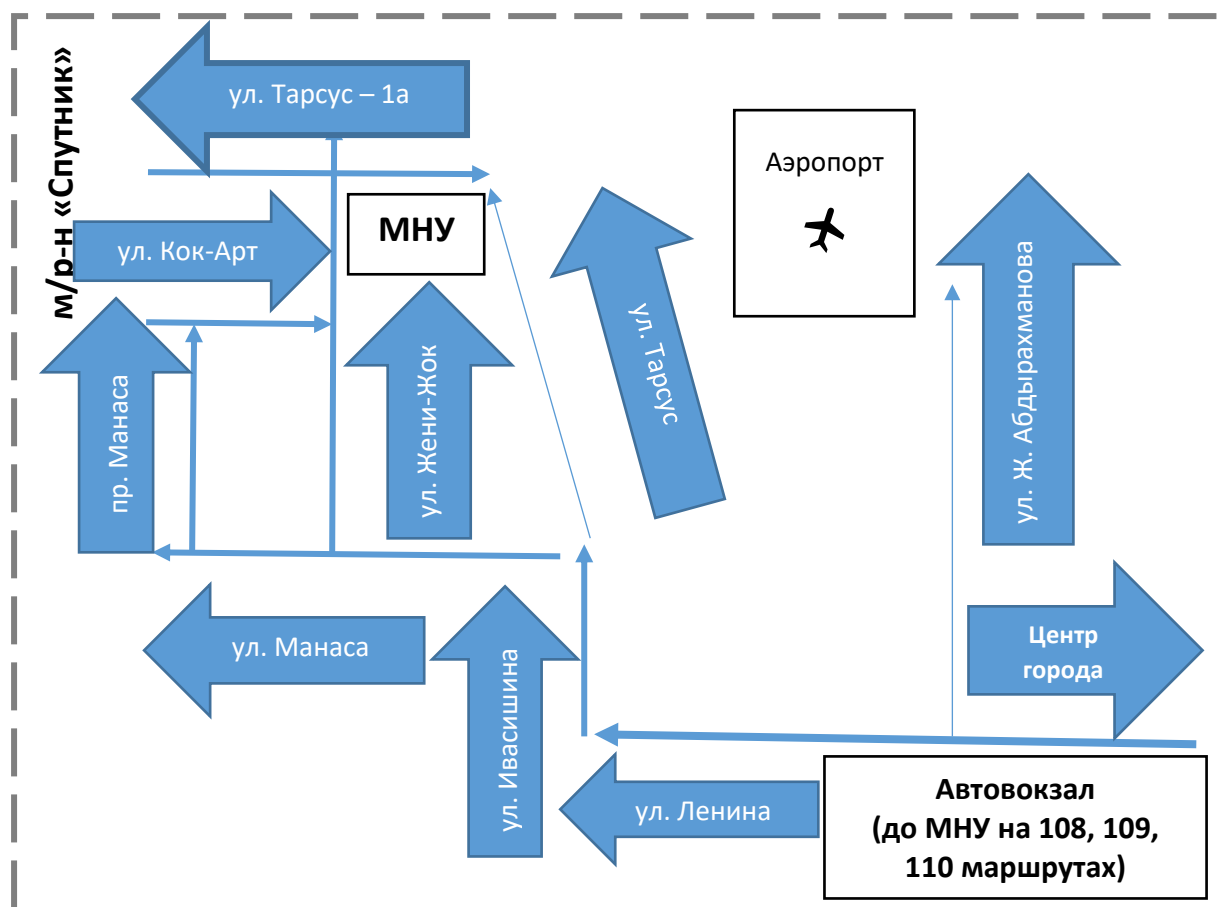 м/р-н «Спутник»
ул. Тарсус – 1а
Аэропорт
МНУ
ул. Кок-Арт
ул. Тарсус
ул. Ж. Абдырахманова
пр. Манаса
ул. Жени-Жок
ул. Манаса
ул. Ивасишина
Центр
города
ул. Ленина
Автовокзал
(до МНУ на 108, 109,
110 маршрутах)